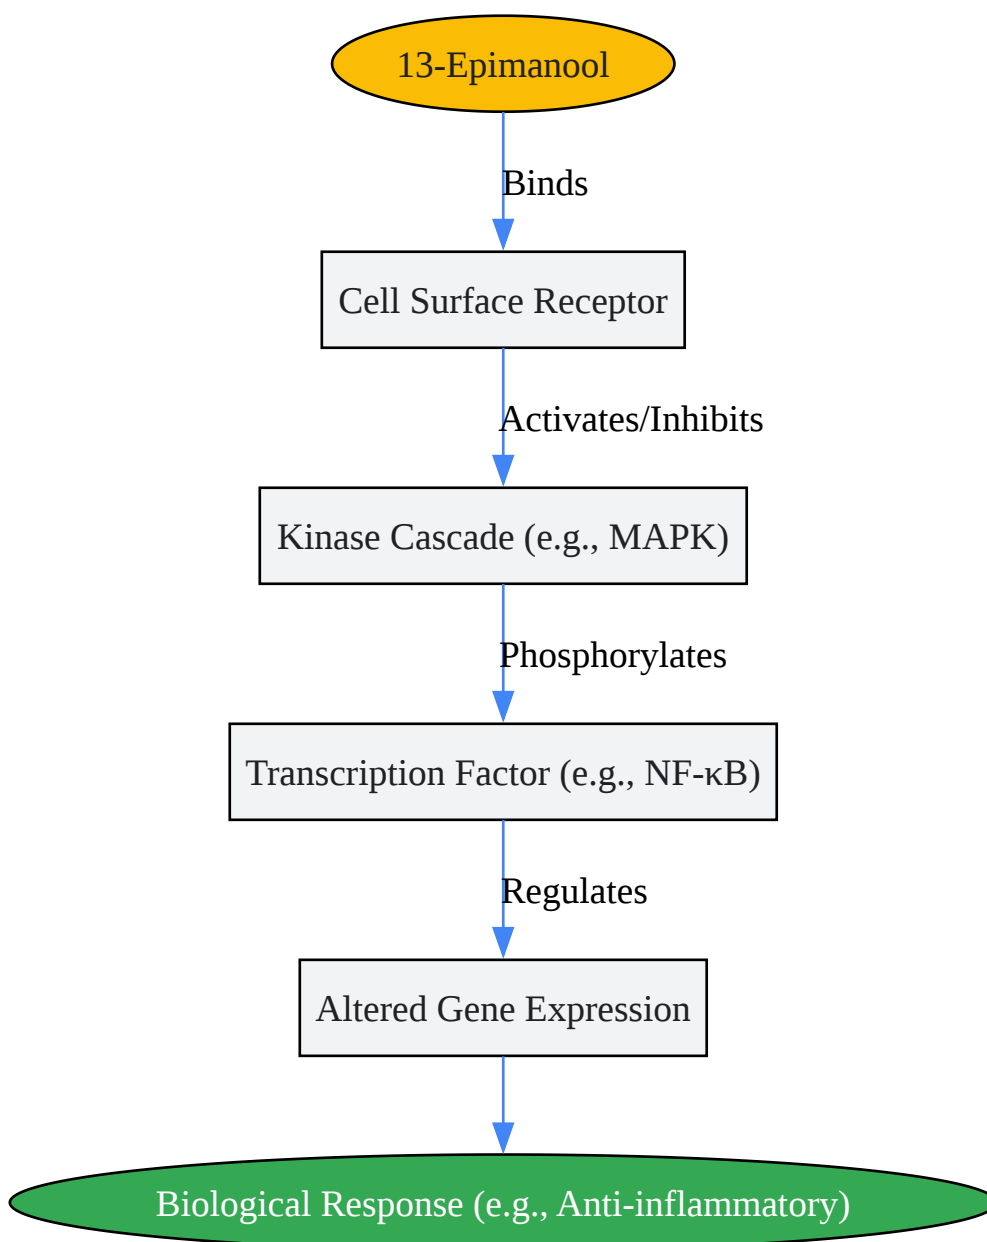 13-Epimanool
Binds
Cell Surface Receptor
Activates/Inhibits
Kinase Cascade (e.g., MAPK)
Phosphorylates
Transcription Factor (e.g., NF-κB)
Regulates
Altered Gene Expression
Biological Response (e.g., Anti-inflammatory)